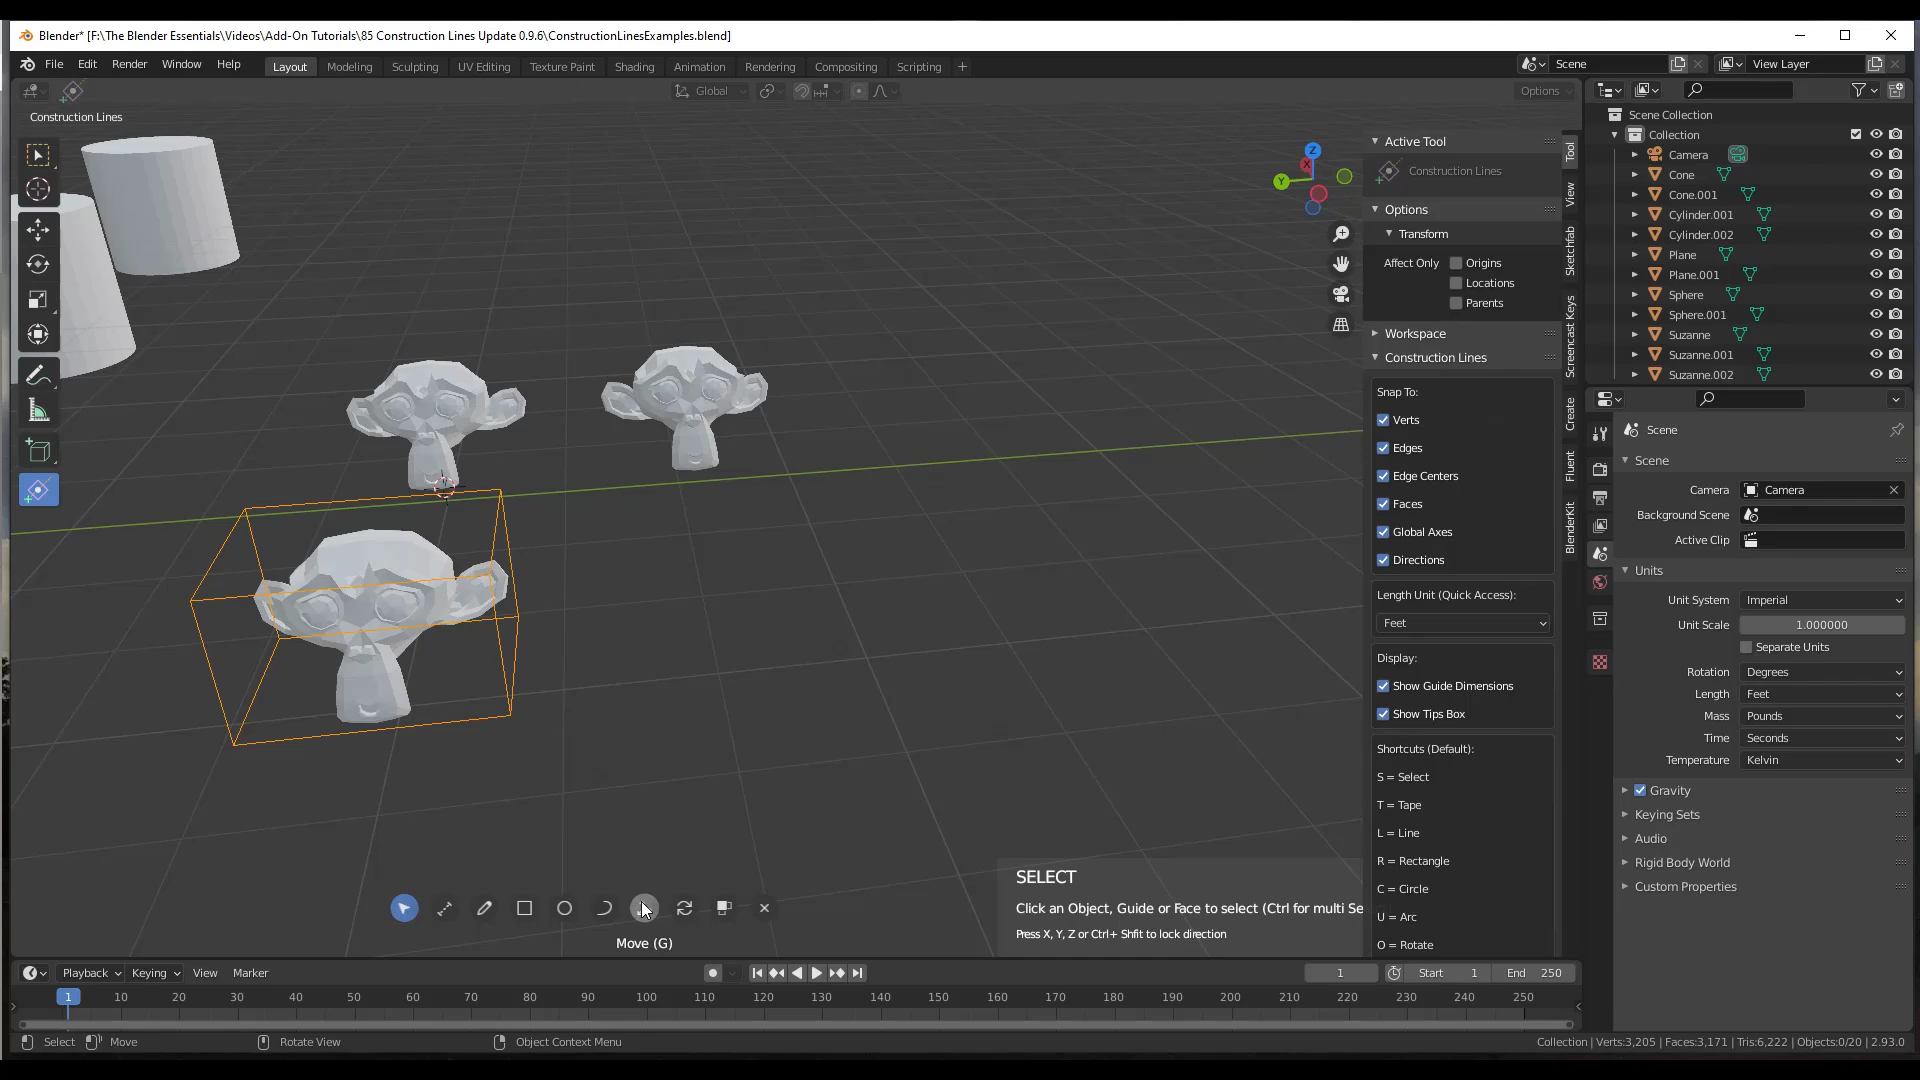 Blender* [F:\The Blender Essentials\Videos\Add-On Tutorials\85 Construction Lines Update 0.9.6\ConstructionLinesExamples.blend]
File Edit Render Window Help Layout Modeling Sculpting UV Editing Texture Paint Shading Animation Rendering Compositing Scripting + Scene View Layer
Global Options
Construction Lines
Active Tool
Construction Lines
Options
Transform
Affect Only Origins
Locations
Parents
Workspace
Construction Lines
Snap To:
Verts
Edges
Edge Centers
Faces
Global Axes
Directions
Length Unit (Quick Access):
Feet
Display:
Show Guide Dimensions
Show Tips Box
Shortcuts (Default):
S = Select
T = Tape
L = Line
R = Rectangle
C = Circle
U = Arc
O = Rotate
Tool
View
Sketchfab
Screencast Keys
Create
Fluent
BlenderKit
X
Y
Z
Scene Collection
Collection
Camera
Cone
Cone.001
Cylinder.001
Cylinder.002
Plane
Plane.001
Sphere
Sphere.001
Suzanne
Suzanne.001
Suzanne.002
Scene
Scene
Camera Camera
Background Scene
Active Clip
Units
Unit System Imperial
Unit Scale 1.000000
Separate Units
Rotation Degrees
Length Feet
Mass Pounds
Time Seconds
Temperature Kelvin
Gravity
Keying Sets
Audio
Rigid Body World
Custom Properties
SELECT
Click an Object, Guide or Face to select (Ctrl for multi Se
Press X, Y, Z or Ctrl+ Shfit to lock direction
Move (G)
Playback Keying View Marker 1 Start 1 End 250
1 10 20 30 40 50 60 70 80 90 100 110 120 130 140 150 160 170 180 190 200 210 220 230 240 250
Select Move Rotate View Object Context Menu Collection | Verts:3,205 | Faces:3,171 | Tris:6,222 | Objects:0/20 | 2.93.0